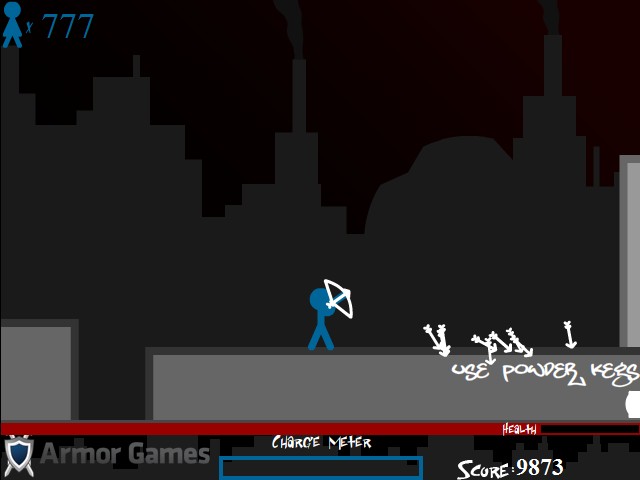 x 777
USE POWDER KEGS
HEALTH
CHARGE METER
Armor Games
SCORE: 9873